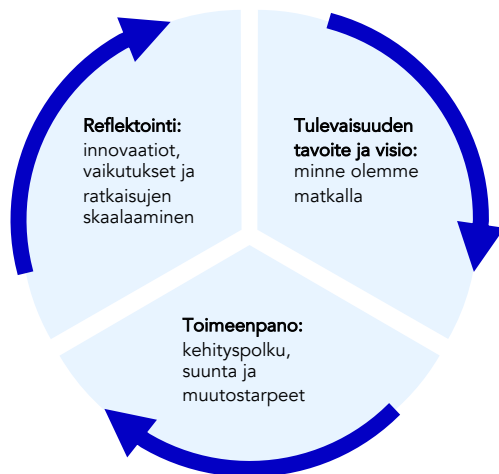 Reflektointi:
innovaatiot,
vaikutukset ja
ratkaisujen
skaalaaminen
Tulevaisuuden
tavoite ja visio:
minne olemme
matkalla
Toimeenpano:
kehityspolku,
suunta ja
muutostarpeet